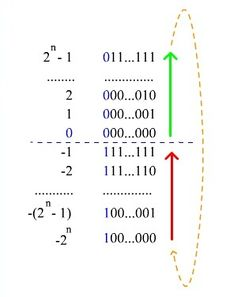 2^n - 1 011...111
........ ..............
2 000...010
1 000...001
0 000...000
-1 111...111
-2 111...110
........... ..............
-(2^n - 1) 100...001
-2^n 100...000